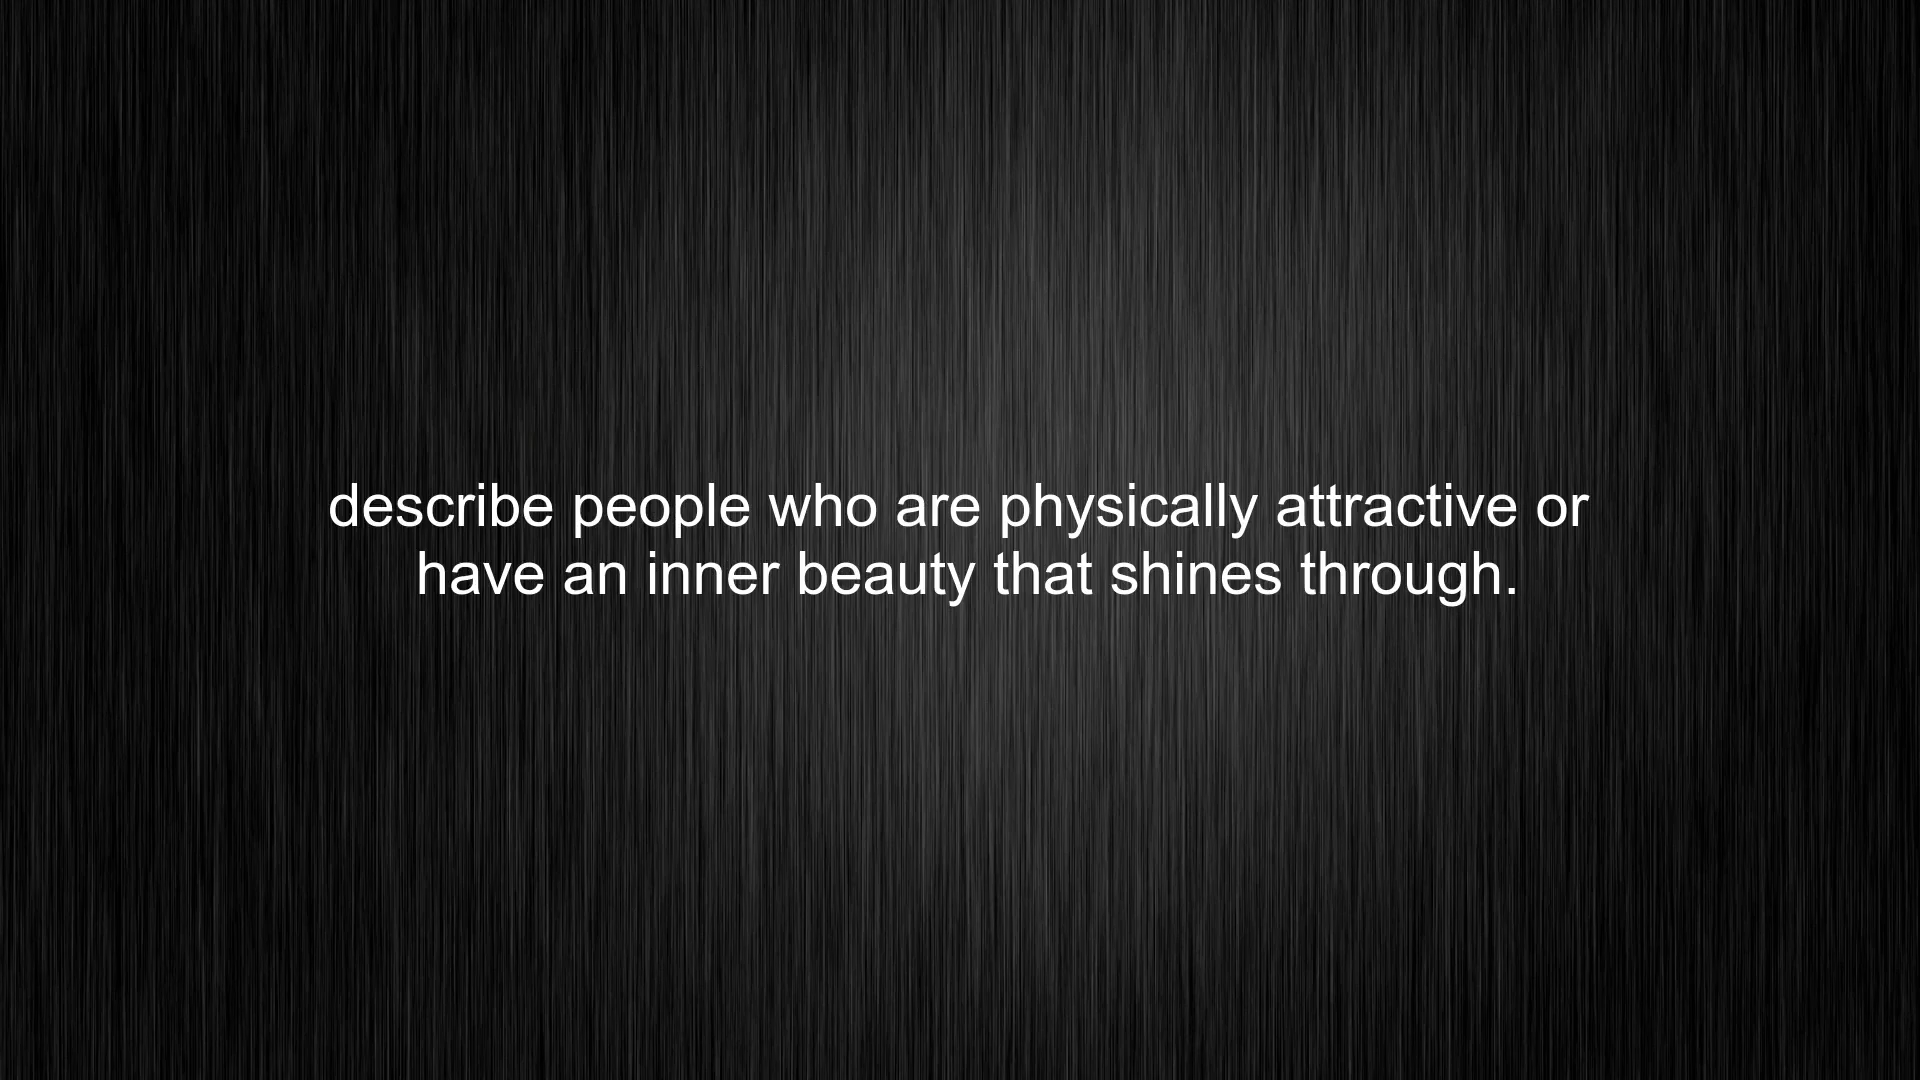 describe people who are physically attractive or
have an inner beauty that shines through.